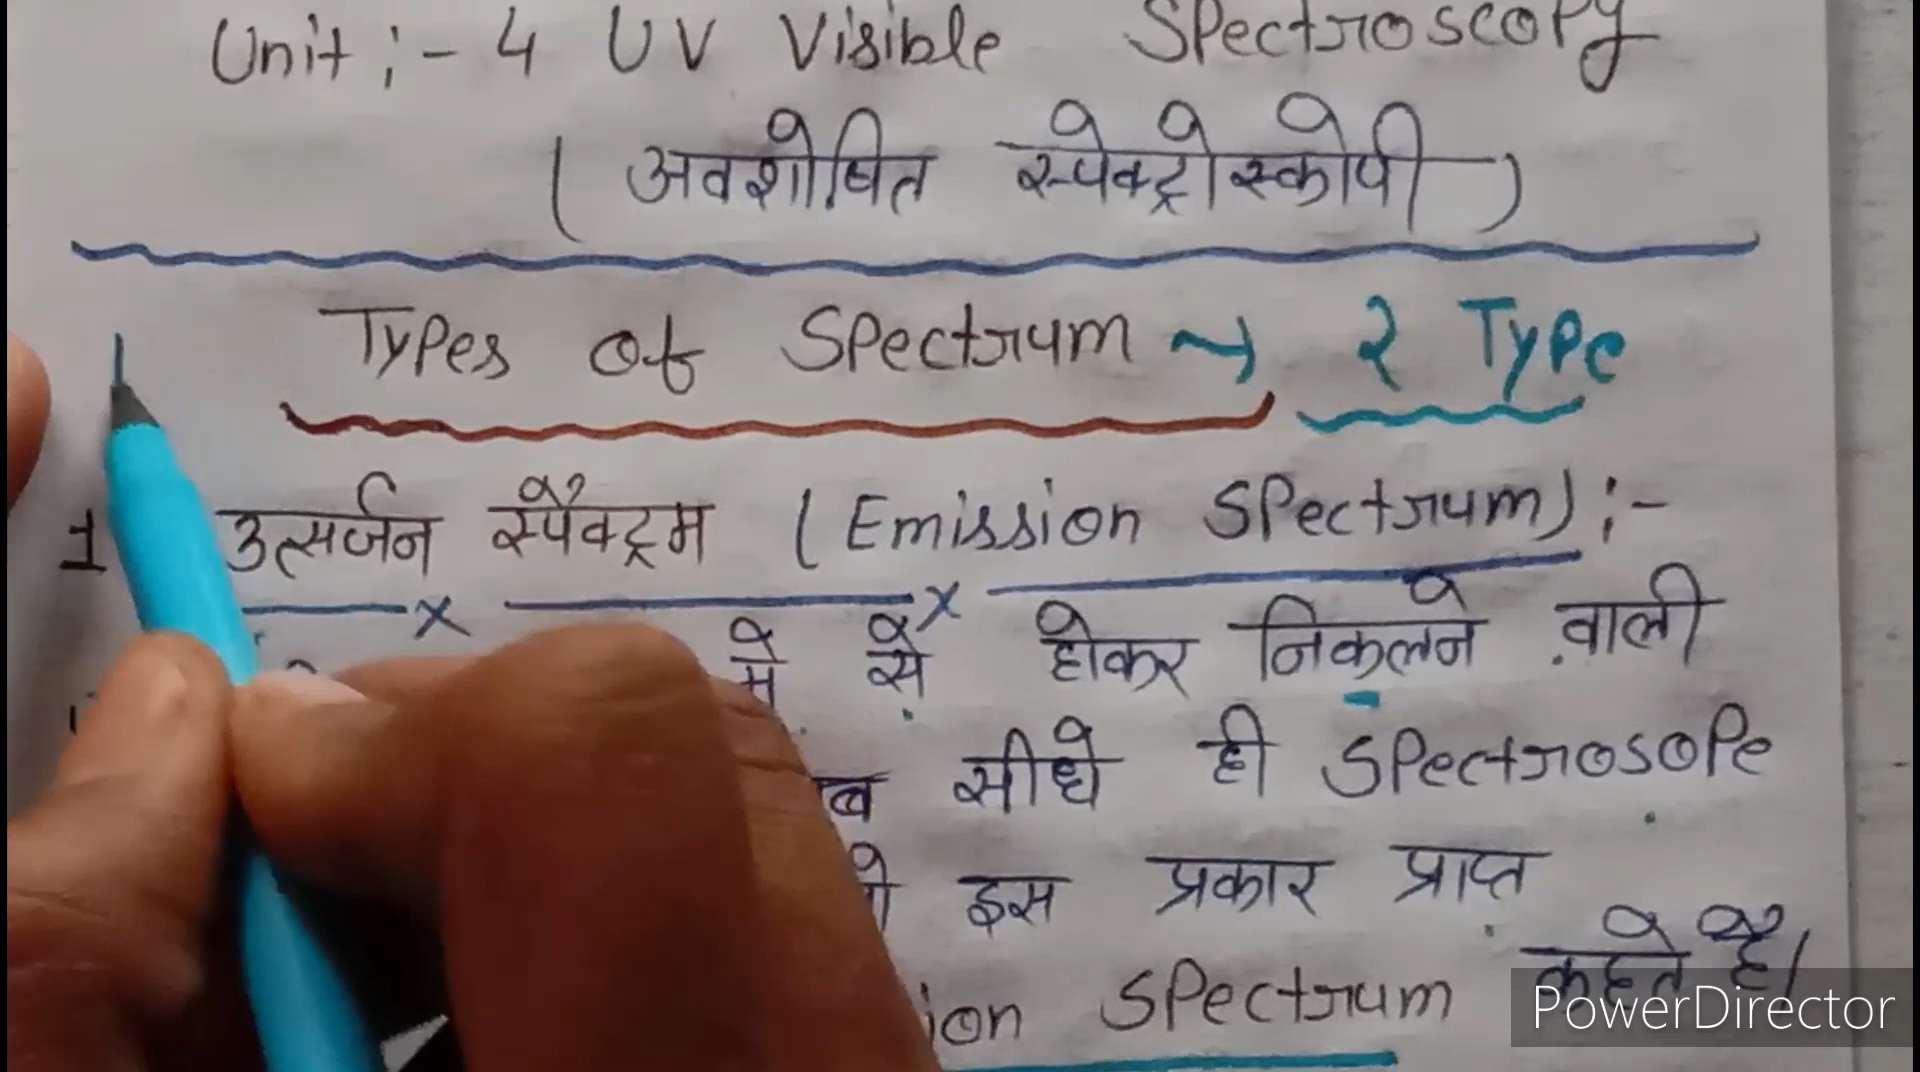 Unit :- 4 UV Visible Spectroscopy
( अवशोषित स्पेक्ट्रोस्कोपी )
Types of Spectrum → २ Type
1 उत्सर्जन स्पैक्ट्रम ( Emission Spectrum) :-
में से होकर निकलने वाली
सीधे ही Spectrosope
इस प्रकार प्राप्त
Spectrum कहते है।
PowerDirector